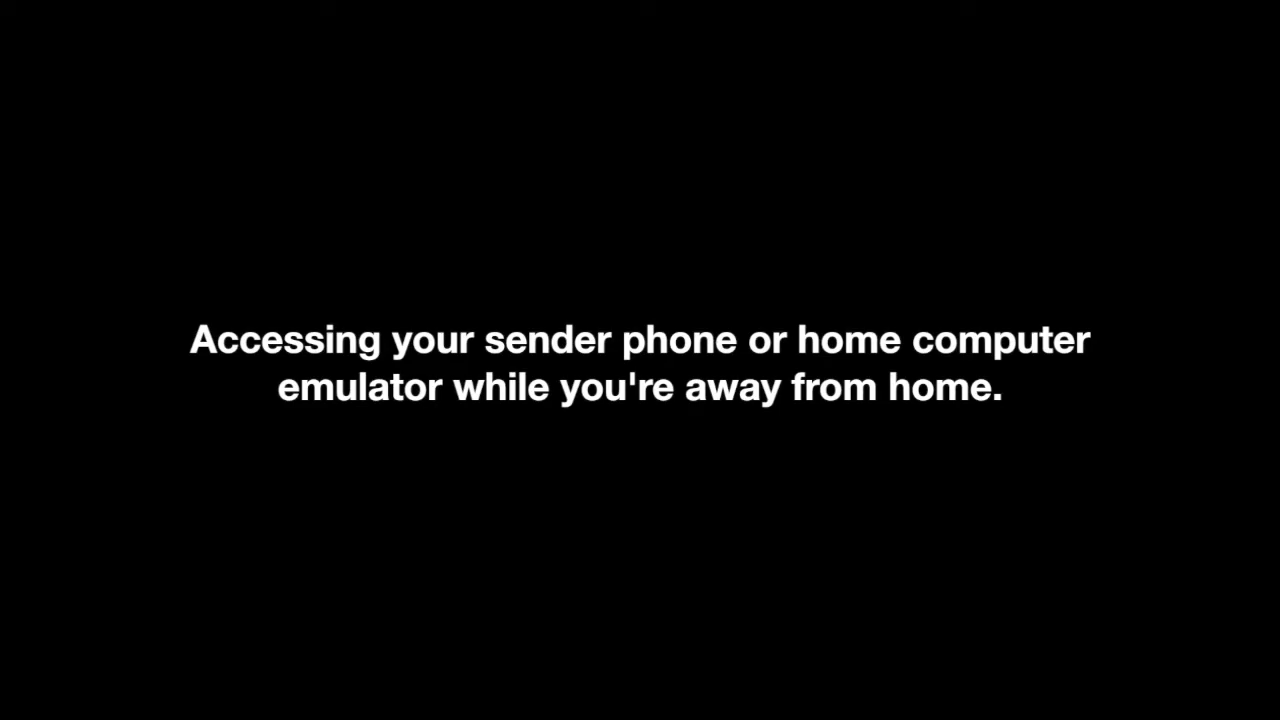 Accessing your sender phone or home computer
emulator while you're away from home.